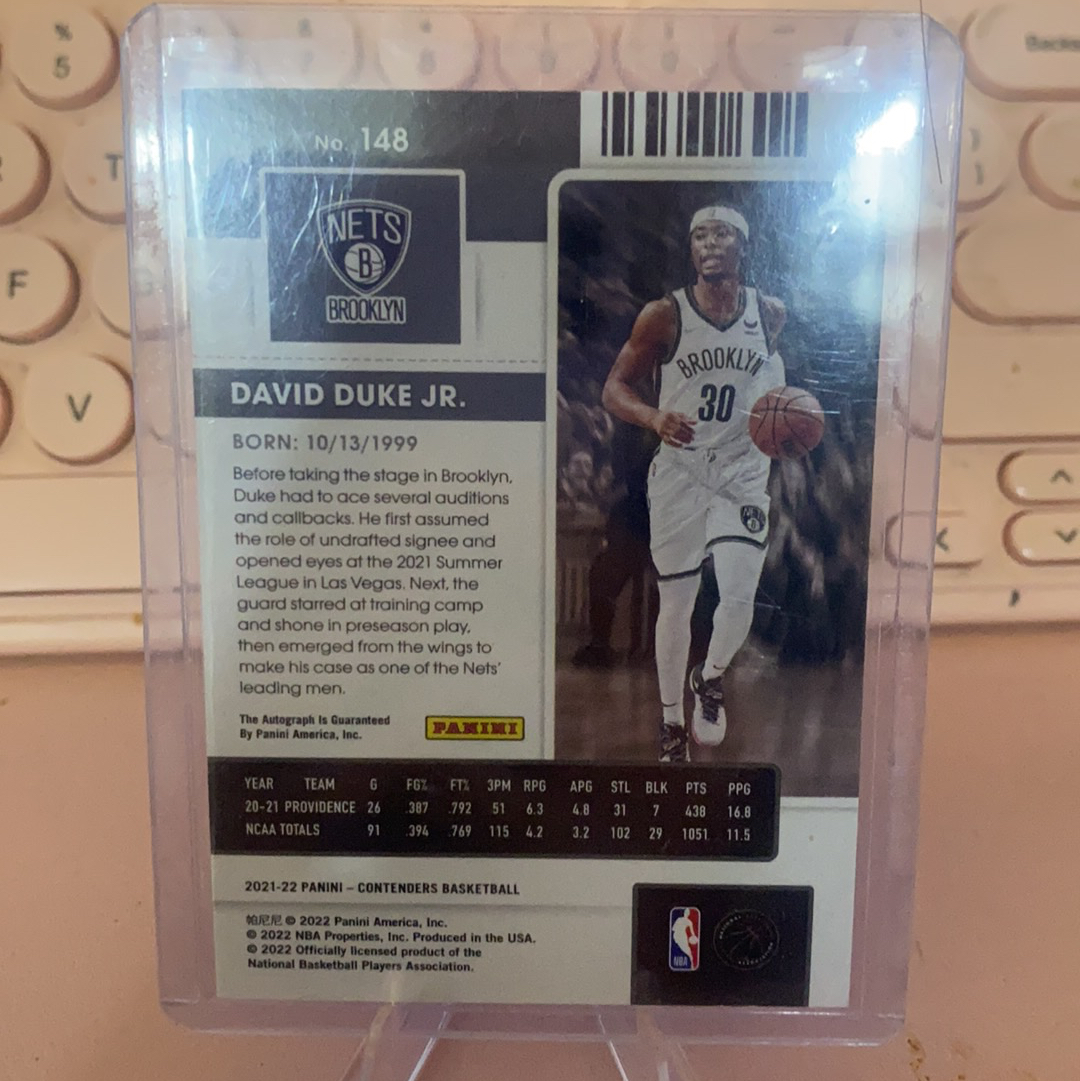 No. 148
NETS
B
BROOKLYN
DAVID DUKE JR.
BORN: 10/13/1999
Before taking the stage in Brooklyn,
Duke had to ace several auditions
and callbacks. He first assumed
the role of undrafted signee and
opened eyes at the 2021 Summer
League in Las Vegas. Next, the
guard starred at training camp
and shone in preseason play,
then emerged from the wings to
make his case as one of the Nets'
leading men.
The Autograph Is Guaranteed
By Panini America, Inc.
PANINI
BROOKLYN
30
NETS
B
YEAR TEAM G FG% FT% 3PM RPG APG STL BLK PTS PPG
20-21 PROVIDENCE 26 .387 .792 51 6.3 4.8 31 7 438 16.8
NCAA TOTALS 91 .394 .769 115 4.2 3.2 102 29 1051 11.5
2021-22 PANINI – CONTENDERS BASKETBALL
帕尼尼 © 2022 Panini America, Inc.
© 2022 NBA Properties, Inc. Produced in the USA.
© 2022 Officially licensed product of the
National Basketball Players Association.
NBA
%
5
T
F
V